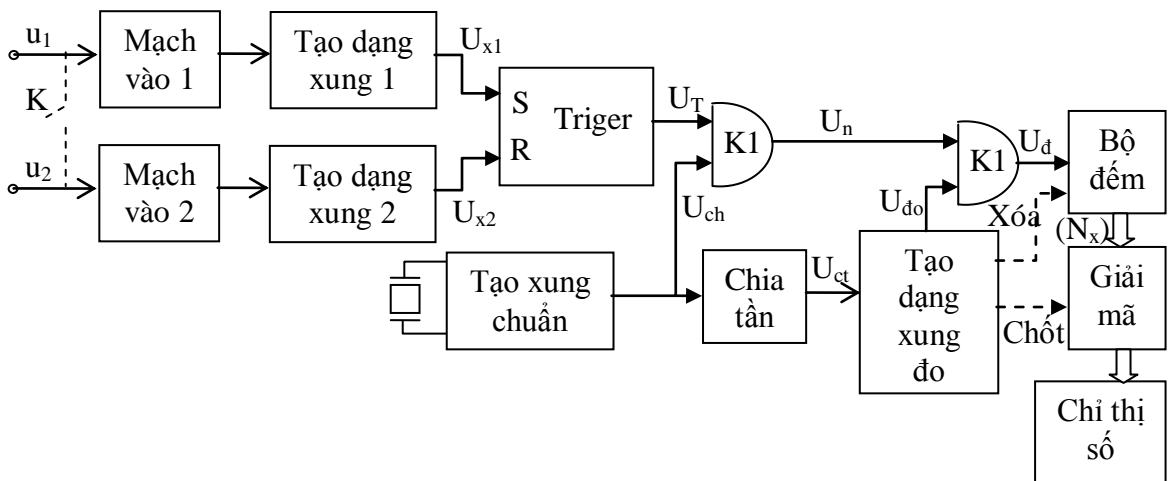 u1
Mạch
vào 1
Tạo dạng
xung 1
Ux1
K
S
R
Triger
UT
K1
Un
K1
Uđ
Bộ
đếm
u2
Mạch
vào 2
Tạo dạng
xung 2
Ux2
Uch
Uđo
Xóa
(Nx)
Tạo xung
chuẩn
Chia
tần
Uct
Tạo
dạng
xung
đo
Chốt
Giải
mã
Chỉ thị
số